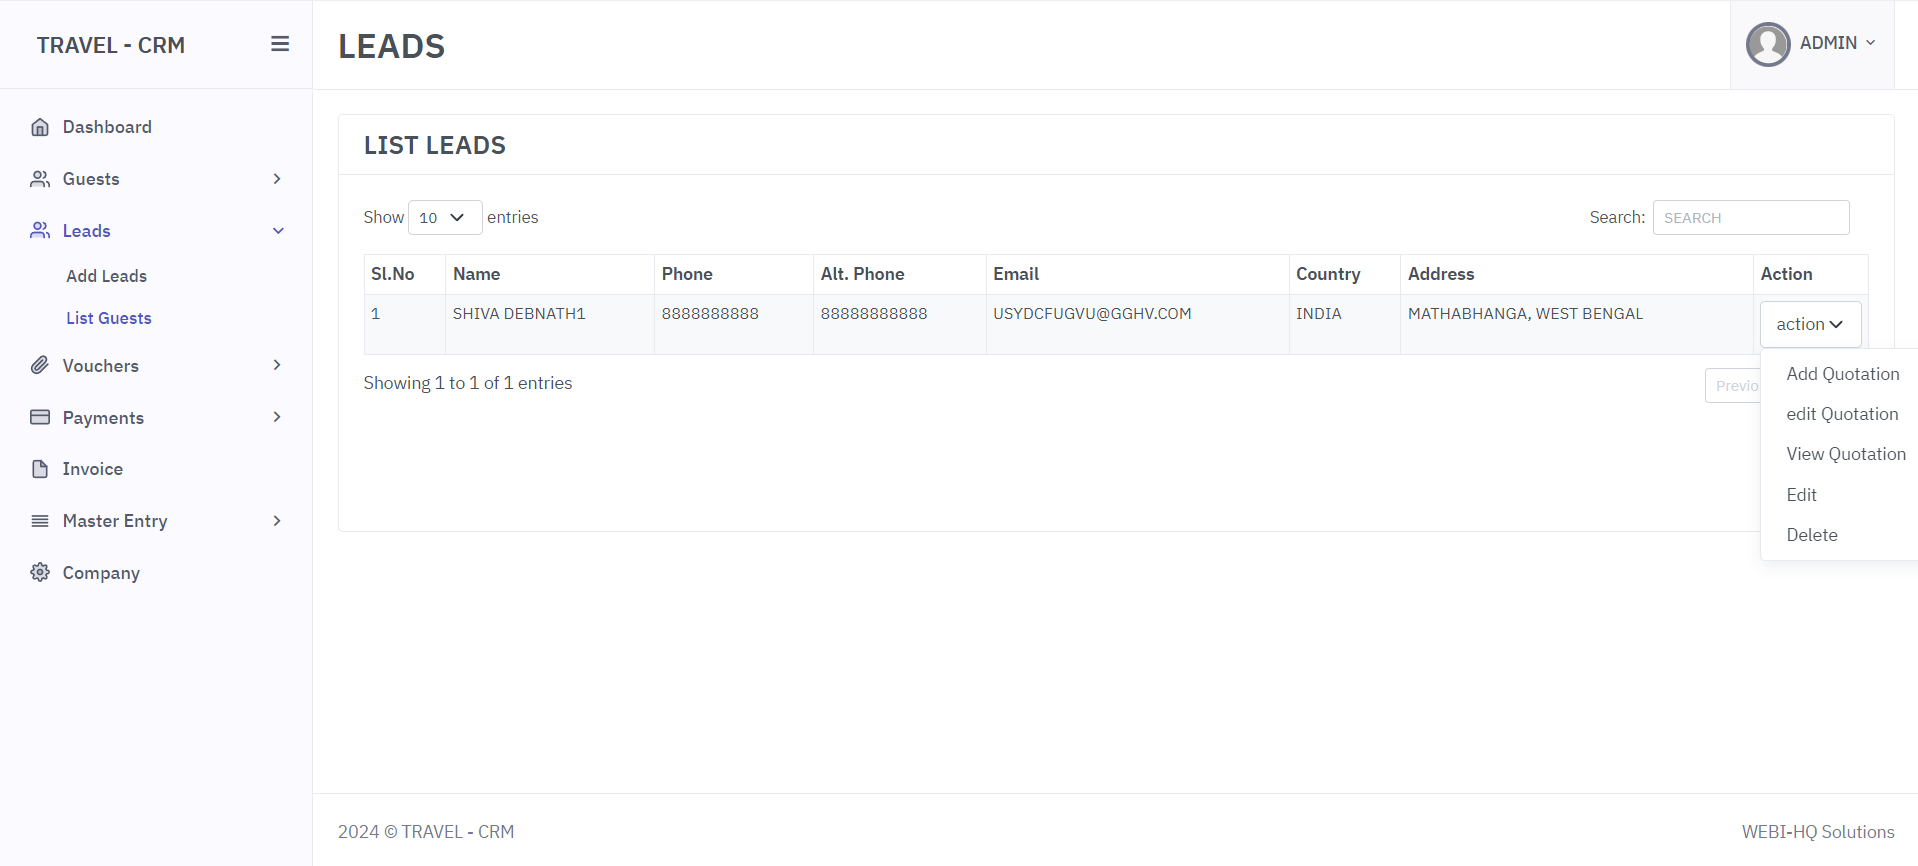 TRAVEL - CRM
LEADS
ADMIN
Dashboard
Guests
Leads
Add Leads
List Guests
Vouchers
Payments
Invoice
Master Entry
Company
LIST LEADS
Show 10 entries
Search: SEARCH
Sl.No Name Phone Alt. Phone Email Country Address Action
1 SHIVA DEBNATH1 8888888888 88888888888 USYDCFUGVU@GGHV.COM INDIA MATHABHANGA, WEST BENGAL action
Showing 1 to 1 of 1 entries
Previo
Add Quotation
edit Quotation
View Quotation
Edit
Delete
2024 © TRAVEL - CRM
WEBI-HQ Solutions